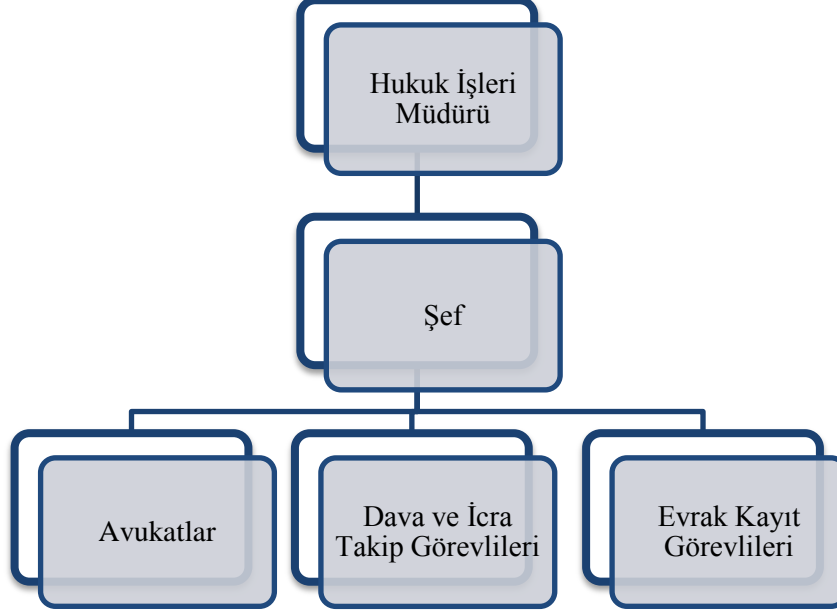 Hukuk İşleri
Müdürü
Şef
Avukatlar
Dava ve İcra
Takip Görevlileri
Evrak Kayıt
Görevlileri